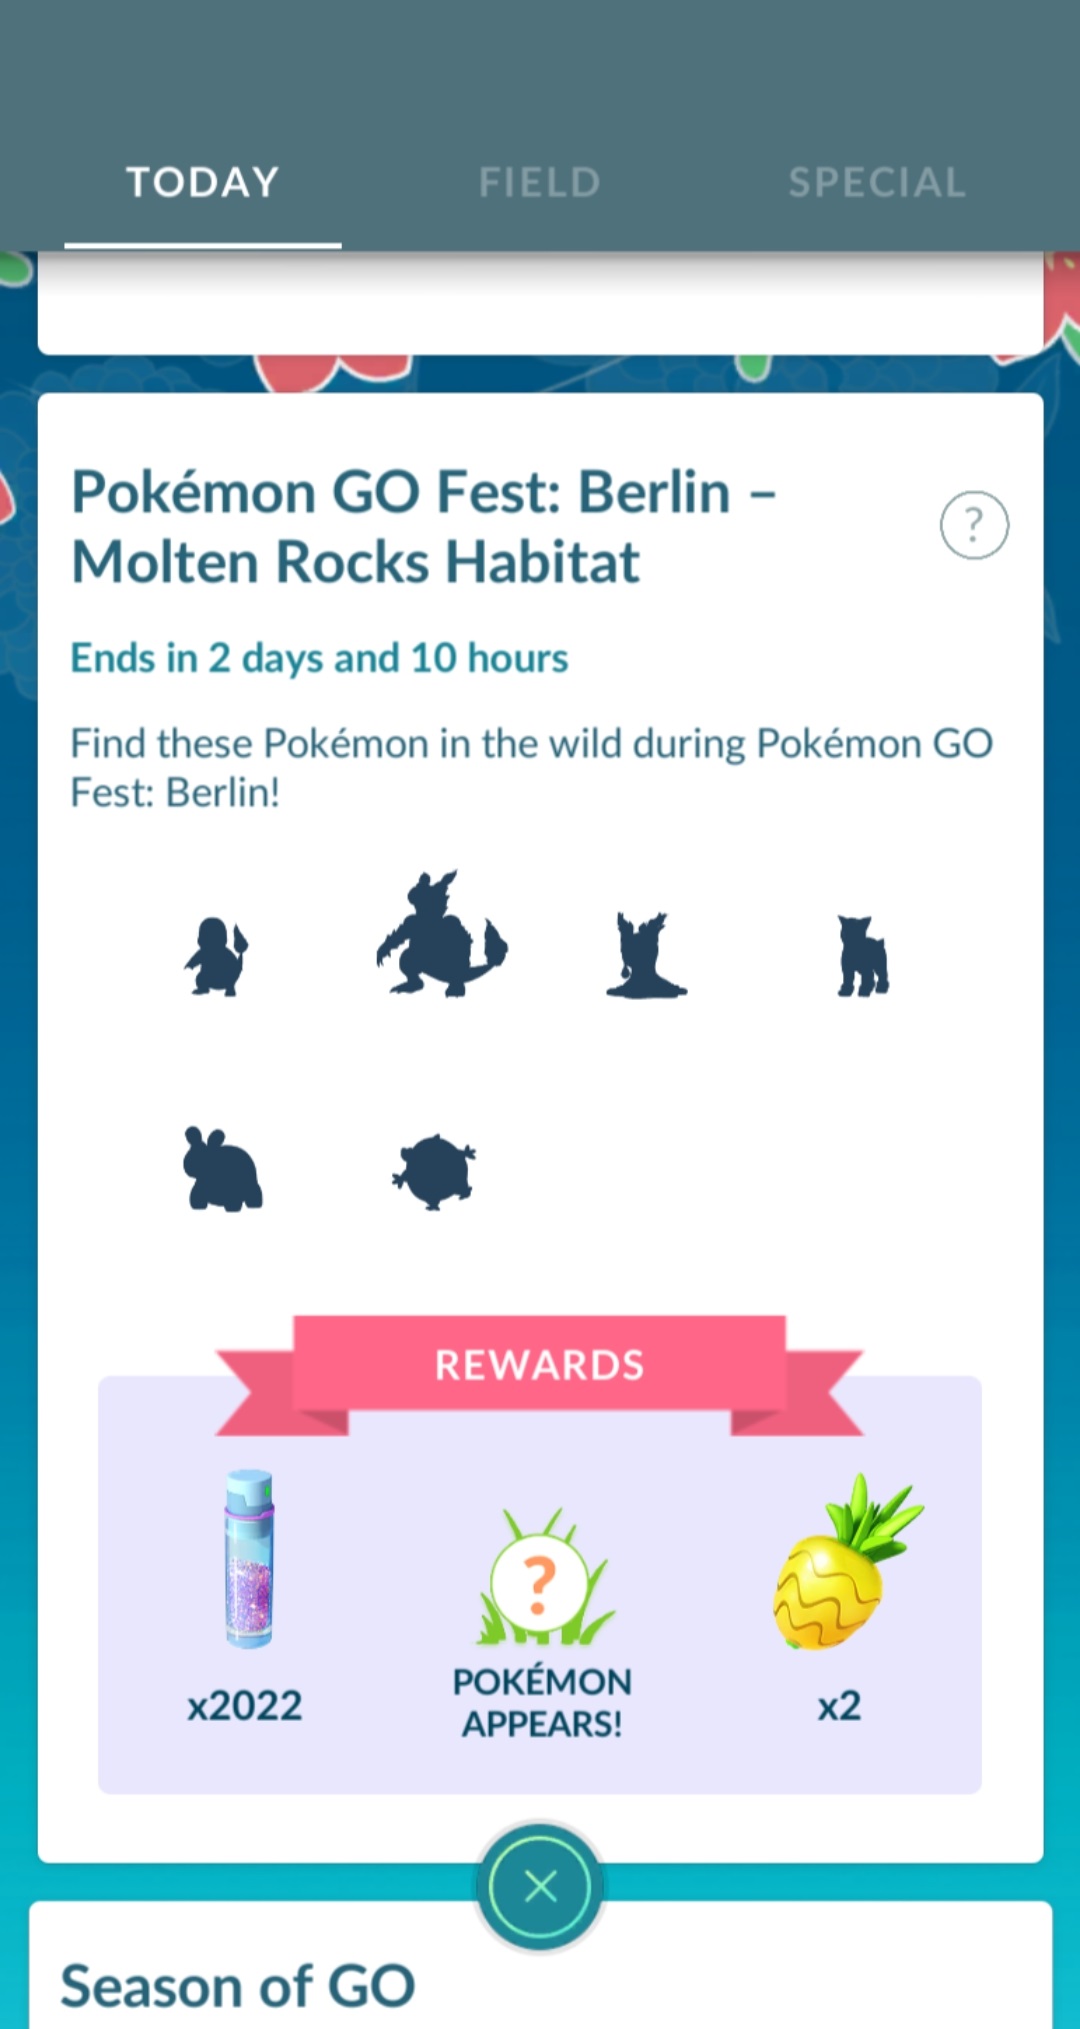 TODAY FIELD SPECIAL
Pokémon GO Fest: Berlin –
Molten Rocks Habitat
?
Ends in 2 days and 10 hours
Find these Pokémon in the wild during Pokémon GO
Fest: Berlin!
REWARDS
?
x2022
POKÉMON
APPEARS!
x2
Season of GO